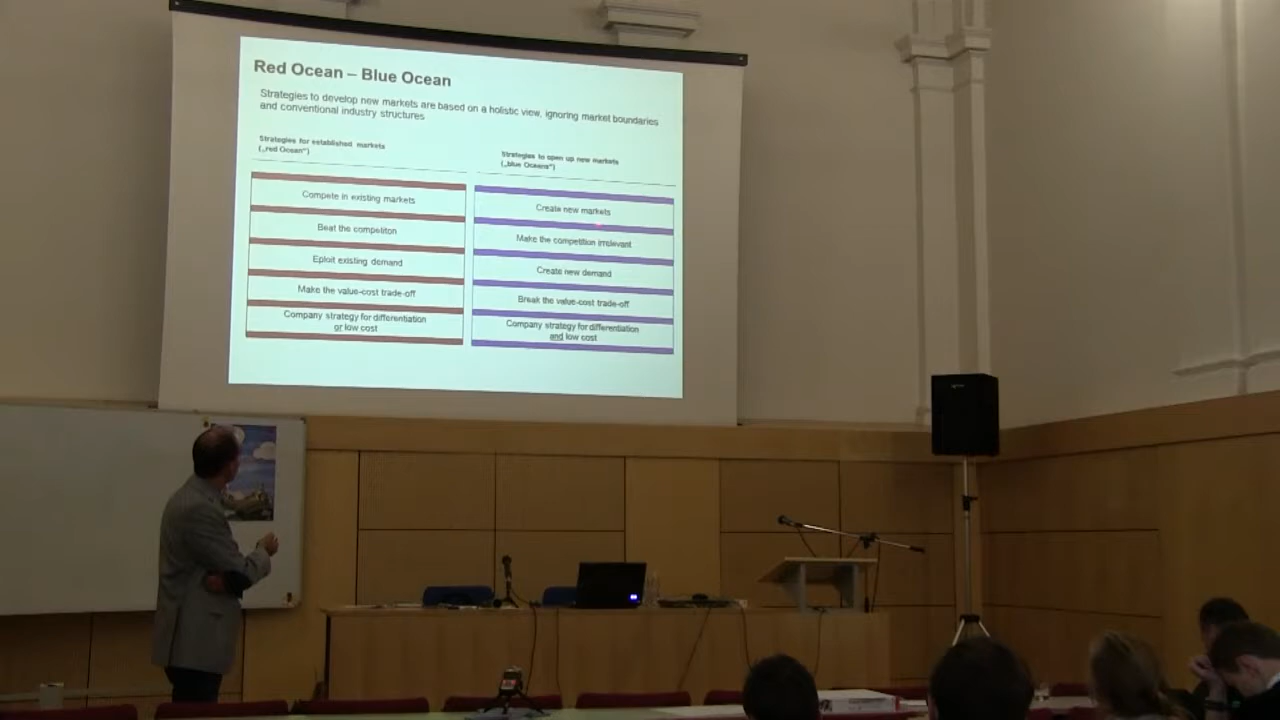 Red Ocean – Blue Ocean
Strategies to develop new markets are based on a holistic view, ignoring market boundaries
and conventional industry structures
Strategies for established markets
(„red Ocean")
Compete in existing markets
Beat the competiton
Eploit existing demand
Make the value-cost trade-off
Company strategy for differentiation
or low cost
Strategies to open up new markets
(„blue Oceans")
Create new markets
Make the competition irrelevant
Create new demand
Break the value-cost trade-off
Company strategy for differentiation
and low cost